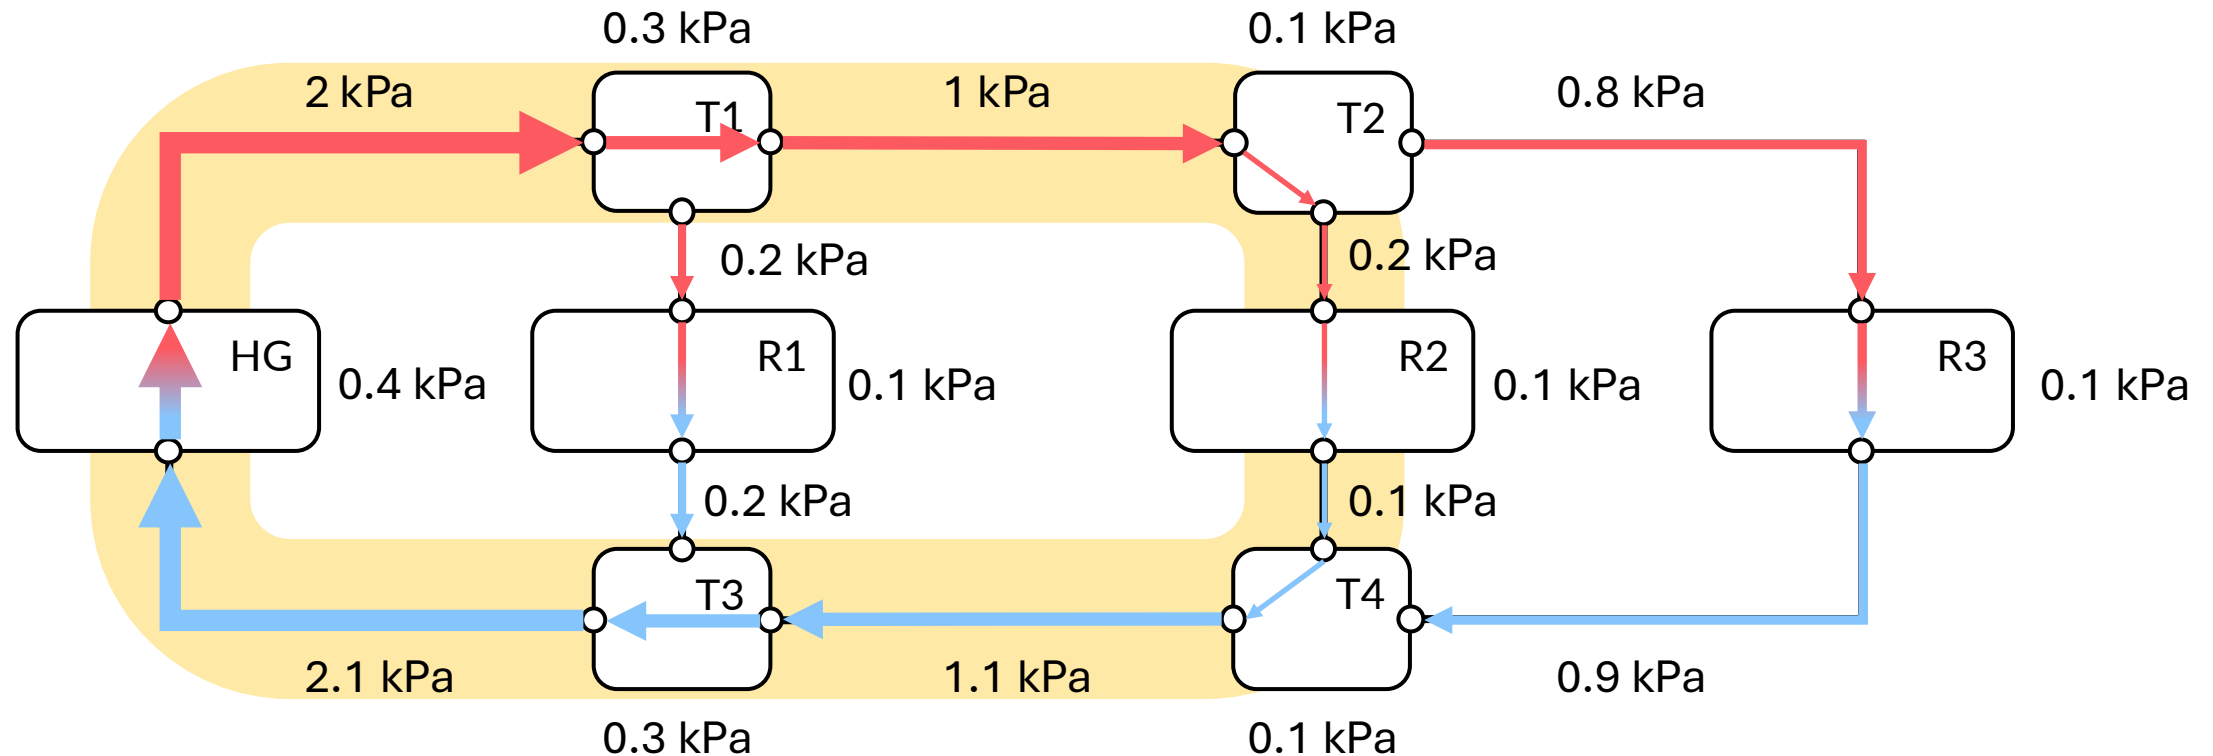 0.3 kPa
0.1 kPa
2 kPa
T1
1 kPa
T2
0.8 kPa
0.2 kPa
0.2 kPa
HG
0.4 kPa
R1
0.1 kPa
R2
0.1 kPa
R3
0.1 kPa
0.2 kPa
0.1 kPa
T3
T4
2.1 kPa
1.1 kPa
0.9 kPa
0.3 kPa
0.1 kPa